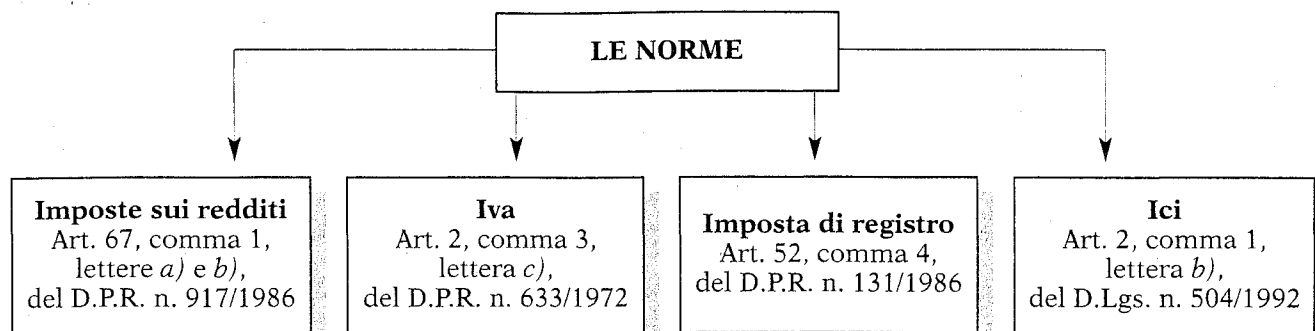 LE NORME
Imposte sui redditi
Art. 67, comma 1,
lettere a) e b),
del D.P.R. n. 917/1986
Iva
Art. 2, comma 3,
lettera c),
del D.P.R. n. 633/1972
Imposta di registro
Art. 52, comma 4,
del D.P.R. n. 131/1986
Ici
Art. 2, comma 1,
lettera b),
del D.Lgs. n. 504/1992